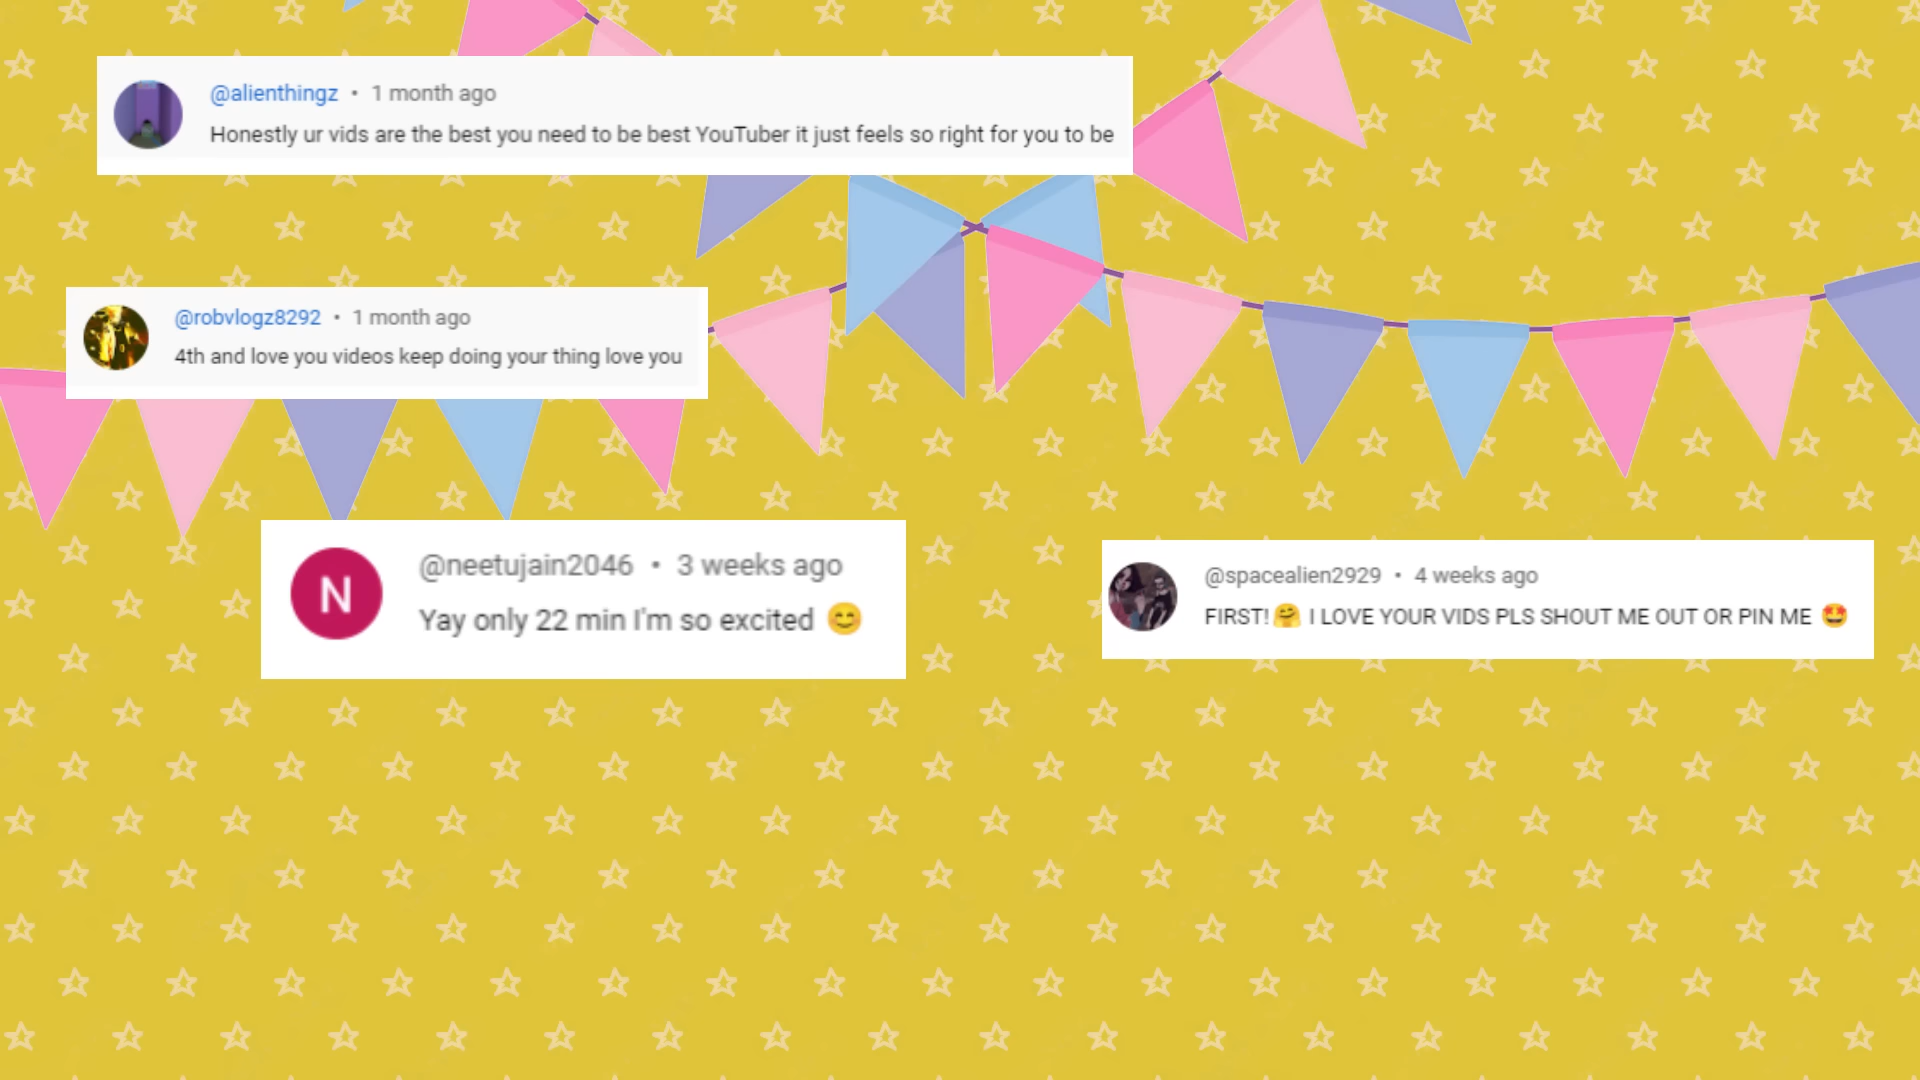 @alienthingz • 1 month ago
Honestly ur vids are the best you need to be best YouTuber it just feels so right for you to be
@robvlogz8292 • 1 month ago
4th and love you videos keep doing your thing love you
N
@neetujain2046 • 3 weeks ago
Yay only 22 min I'm so excited 😊
@spacealien2929 • 4 weeks ago
FIRST!🤗 I LOVE YOUR VIDS PLS SHOUT ME OUT OR PIN ME 🤩